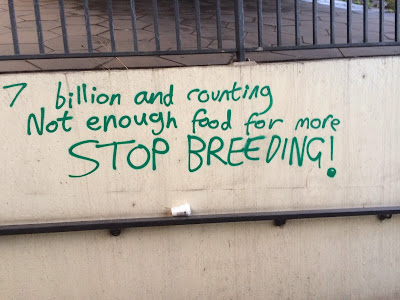 7 billion and counting
Not enough food for more
STOP BREEDING!